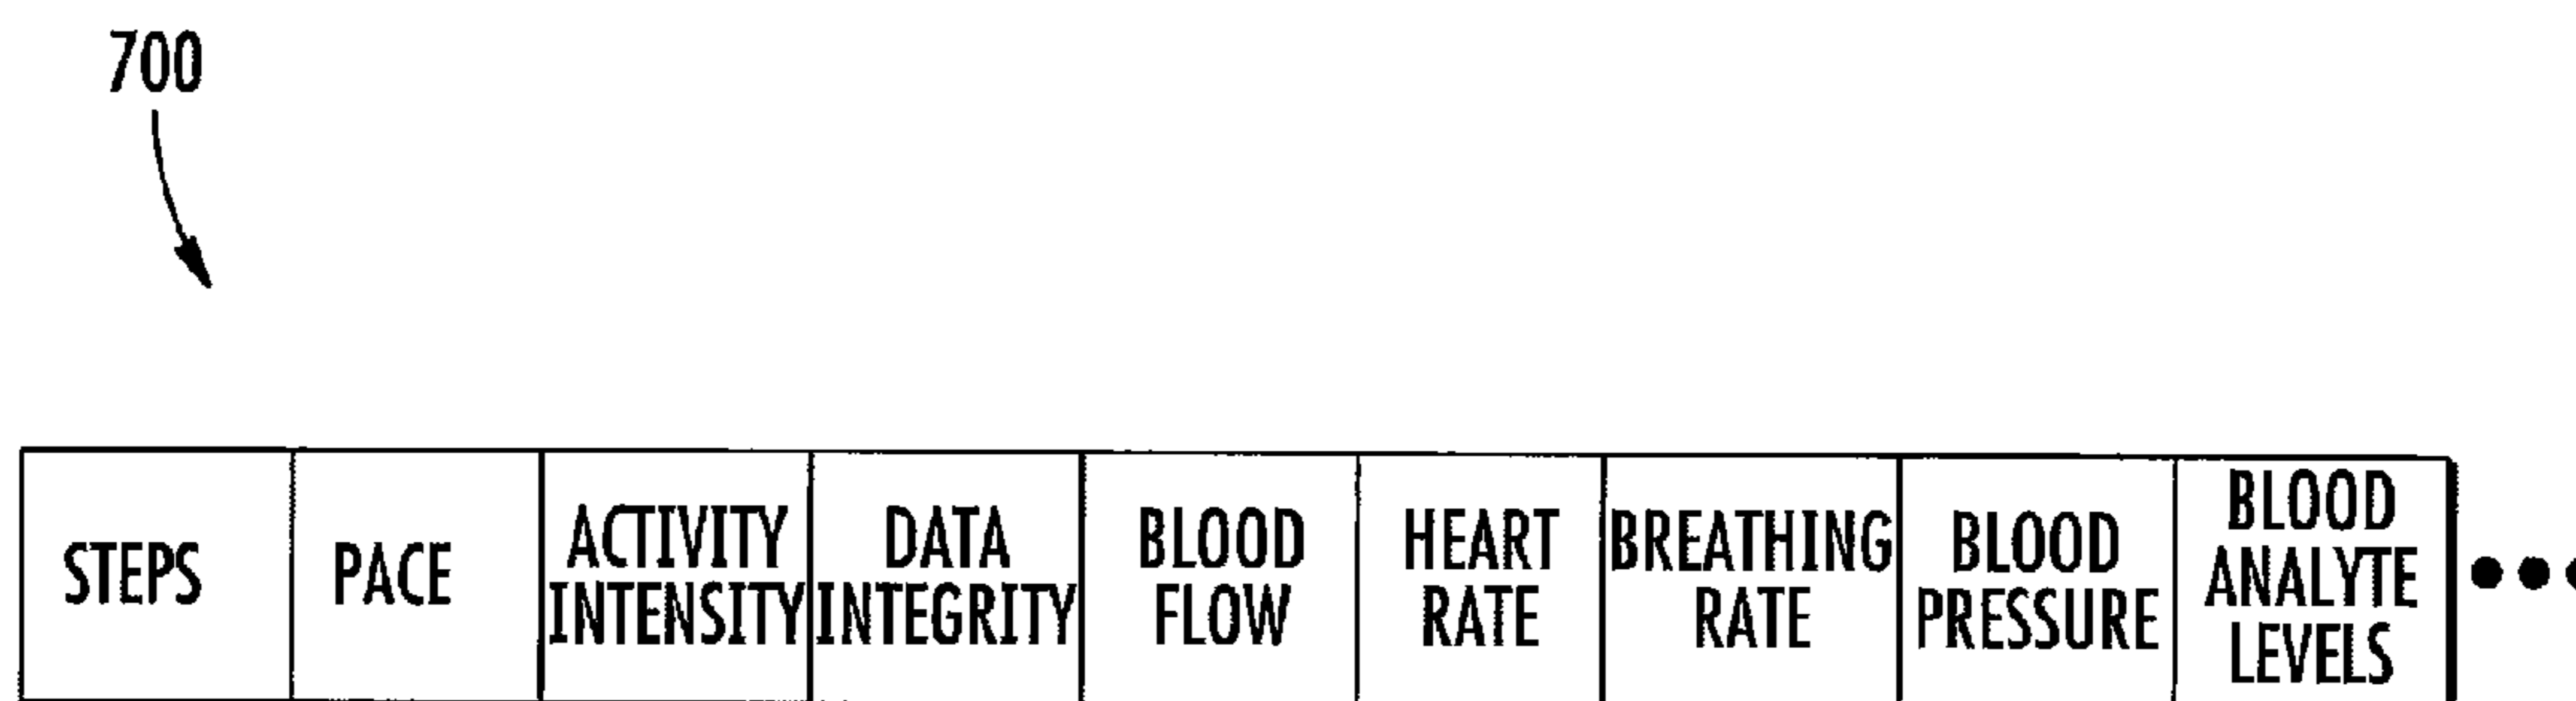 700
STEPS
PACE
ACTIVITY
INTENSITY
DATA
INTEGRITY
BLOOD
FLOW
HEART
RATE
BREATHING
RATE
BLOOD
PRESSURE
BLOOD
ANALYTE
LEVELS
•••